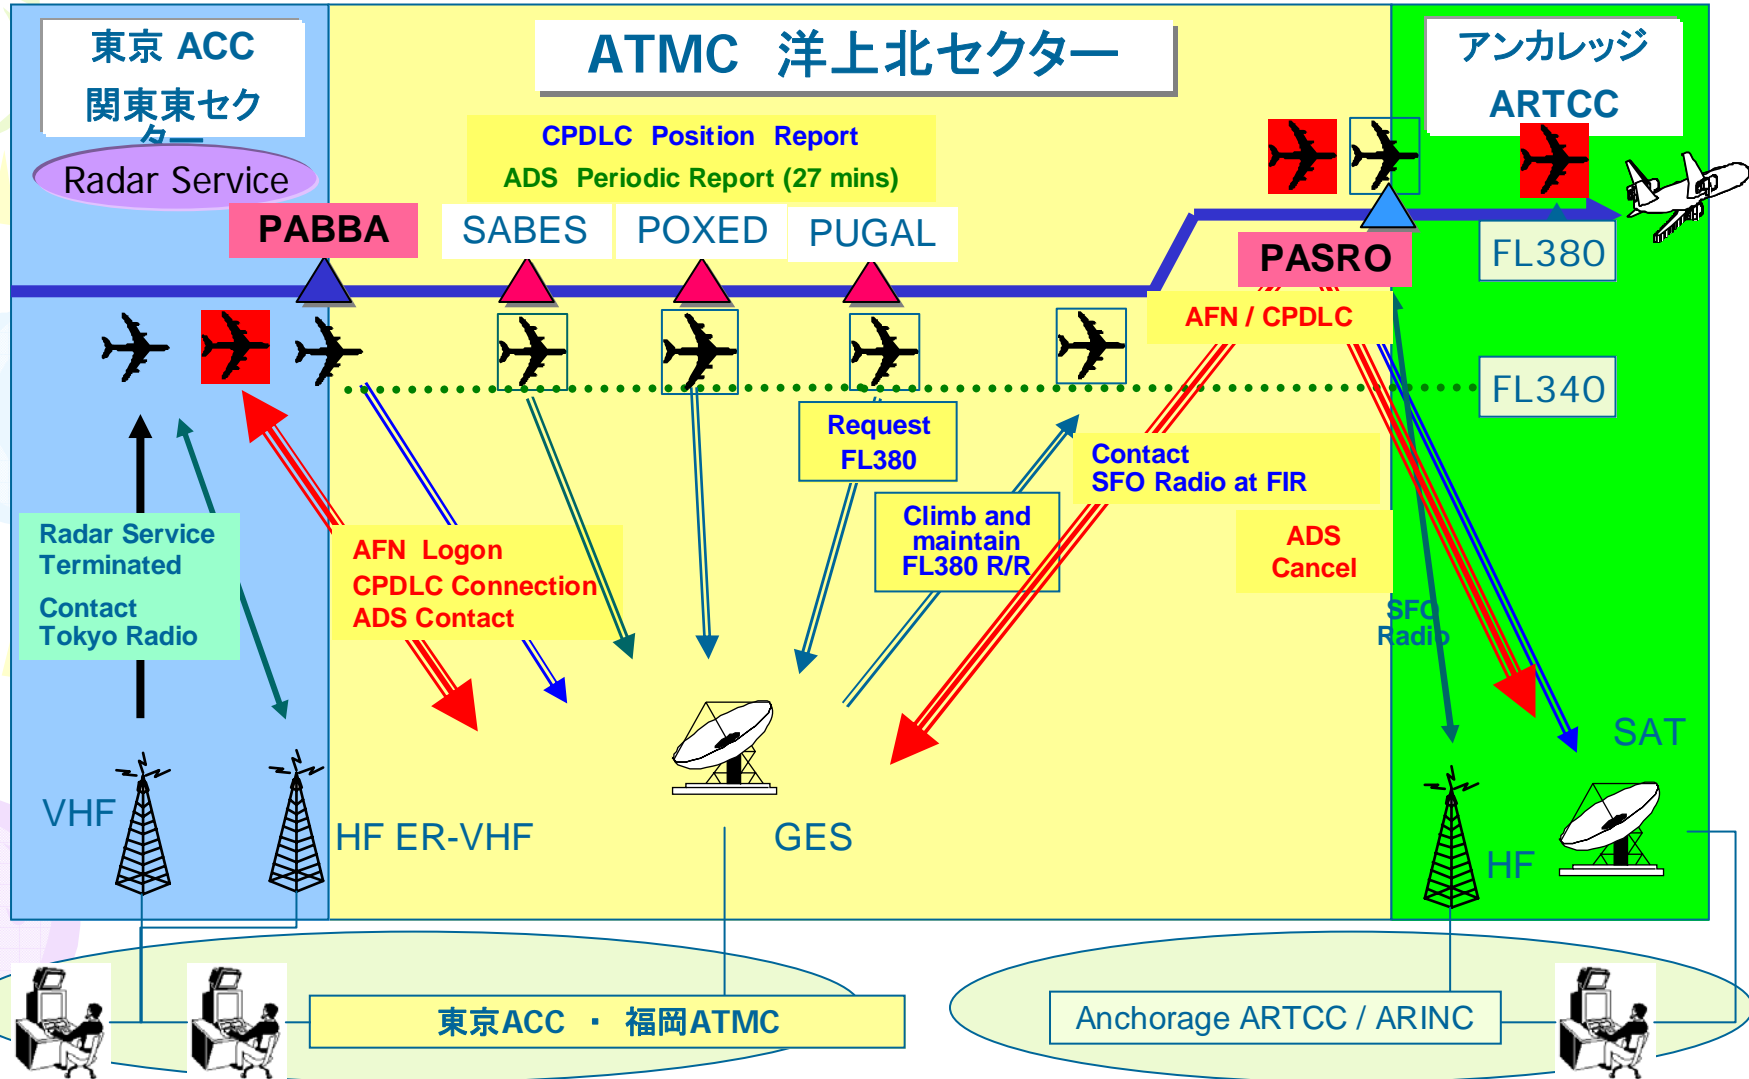 東京 ACC
関東東セク
ター
Radar Service
ATMC 洋上北セクター
アンカレッジ
ARTCC
CPDLC Position Report
ADS Periodic Report (27 mins)
PABBA
SABES
POXED
PUGAL
PASRO
FL380
AFN / CPDLC
FL340
Request
FL380
Contact
SFO Radio at FIR
Climb and
maintain
FL380 R/R
ADS
Cancel
Radar Service
Terminated
Contact
Tokyo Radio
AFN Logon
CPDLC Connection
ADS Contact
SFO
Radio
SAT
VHF
HF ER-VHF
GES
HF
東京ACC ・ 福岡ATMC
Anchorage ARTCC / ARINC